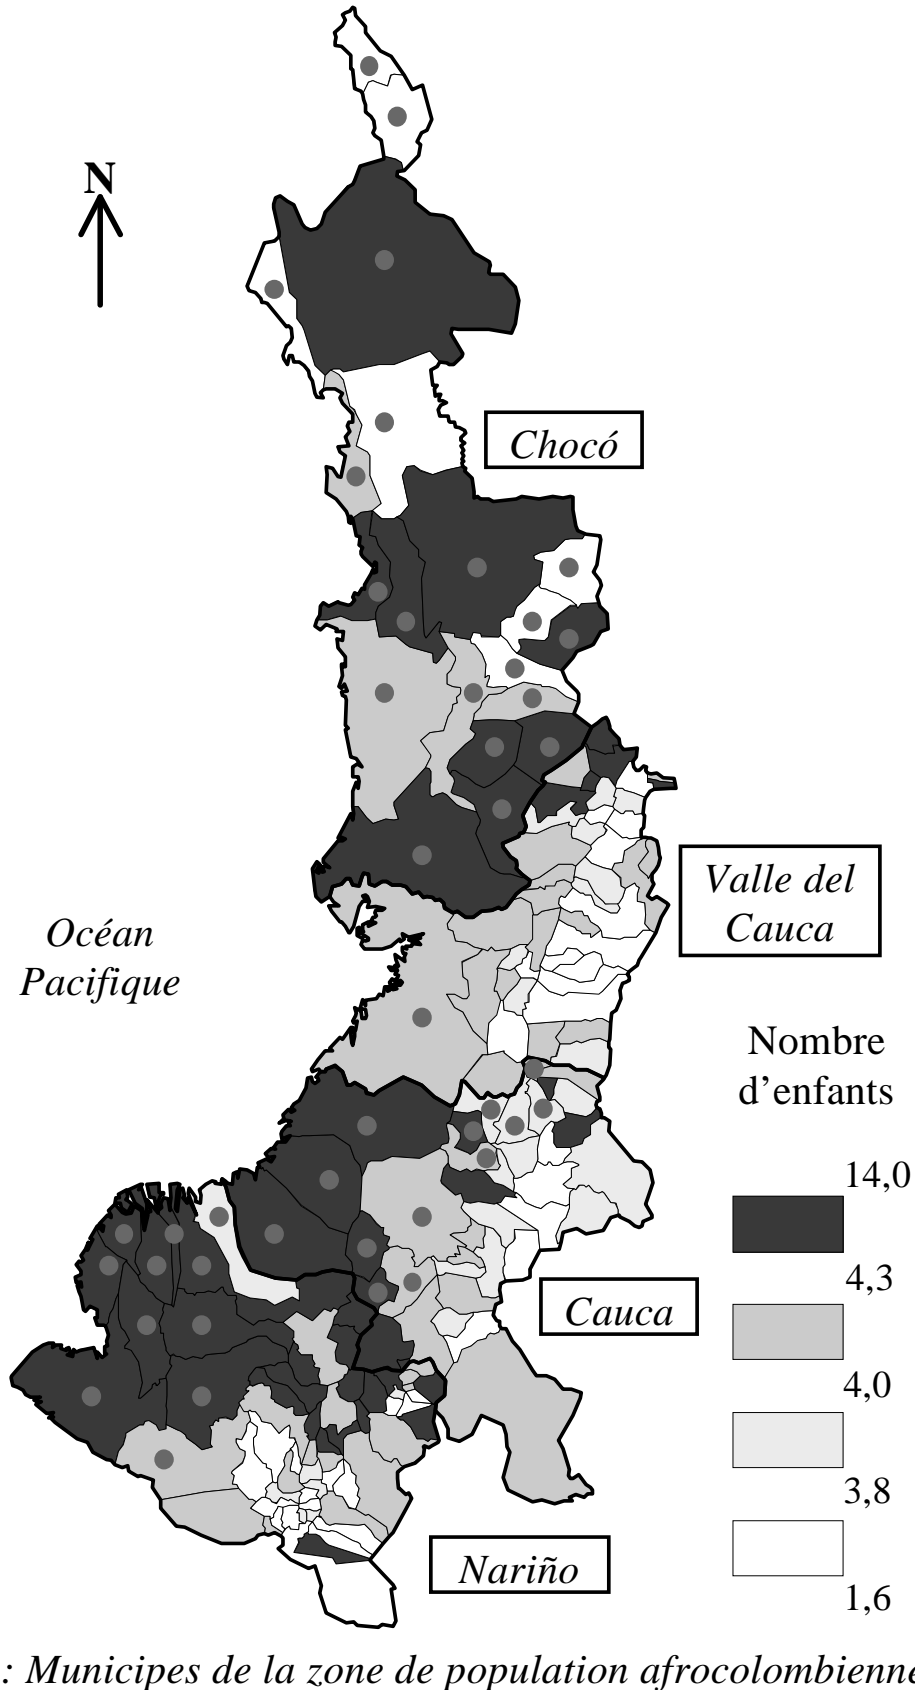 N
Chocó
Valle del
Cauca
Océan
Pacifique
Nombre
d’enfants
14,0
4,3
Cauca
4,0
3,8
Nariño
1,6
: Municipes de la zone de population afrocolombienne